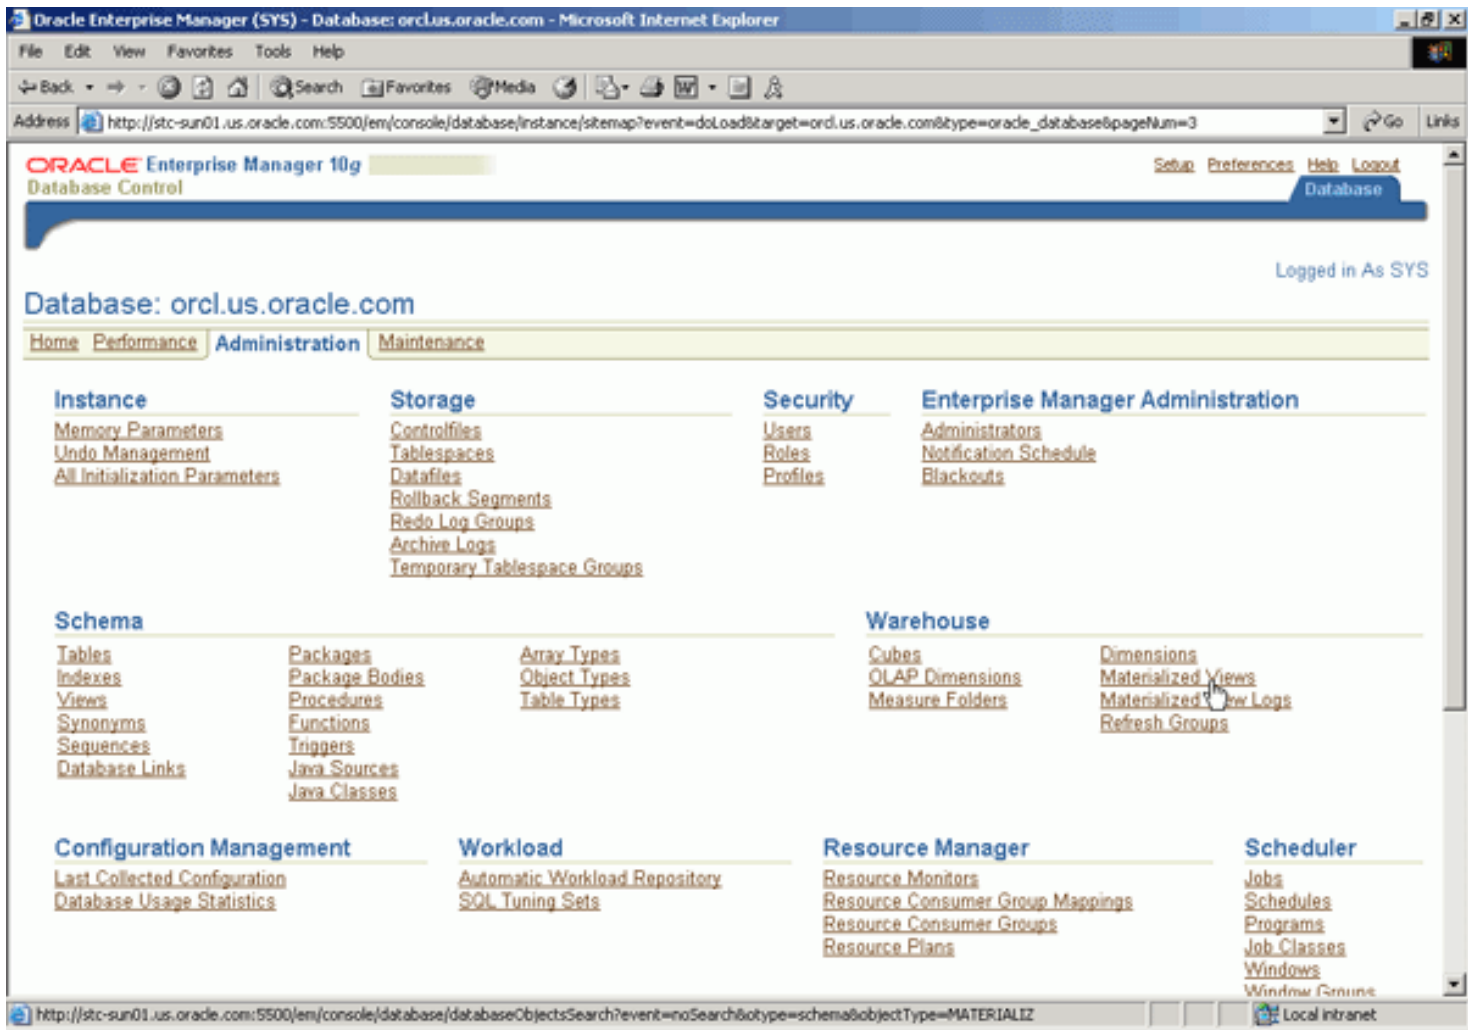 Oracle Enterprise Manager (SYS) - Database: orcl.us.oracle.com - Microsoft Internet Explorer
File Edit View Favorites Tools Help
Back Search Favorites Media
Address http://stc-sun01.us.oracle.com:5500/em/console/database/instance/sitemap?event=doLoad&target=orcl.us.oracle.com&type=oracle_database&pageNum=3 Go Links
ORACLE Enterprise Manager 10g
Database Control
Setup Preferences Help Logout
Database
Logged in As SYS
Database: orcl.us.oracle.com
Home Performance Administration Maintenance
Instance
Memory Parameters
Undo Management
All Initialization Parameters
Storage
Controlfiles
Tablespaces
Datafiles
Rollback Segments
Redo Log Groups
Archive Logs
Temporary Tablespace Groups
Security
Users
Roles
Profiles
Enterprise Manager Administration
Administrators
Notification Schedule
Blackouts
Schema
Tables
Indexes
Views
Synonyms
Sequences
Database Links
Packages
Package Bodies
Procedures
Functions
Triggers
Java Sources
Java Classes
Array Types
Object Types
Table Types
Warehouse
Cubes
OLAP Dimensions
Measure Folders
Dimensions
Materialized Views
Materialized View Logs
Refresh Groups
Configuration Management
Last Collected Configuration
Database Usage Statistics
Workload
Automatic Workload Repository
SQL Tuning Sets
Resource Manager
Resource Monitors
Resource Consumer Group Mappings
Resource Consumer Groups
Resource Plans
Scheduler
Jobs
Schedules
Programs
Job Classes
Windows
Window Groups
http://stc-sun01.us.oracle.com:5500/em/console/database/databaseObjectsSearch?event=noSearch&otype=schema&objectType=MATERIALIZ
Local intranet